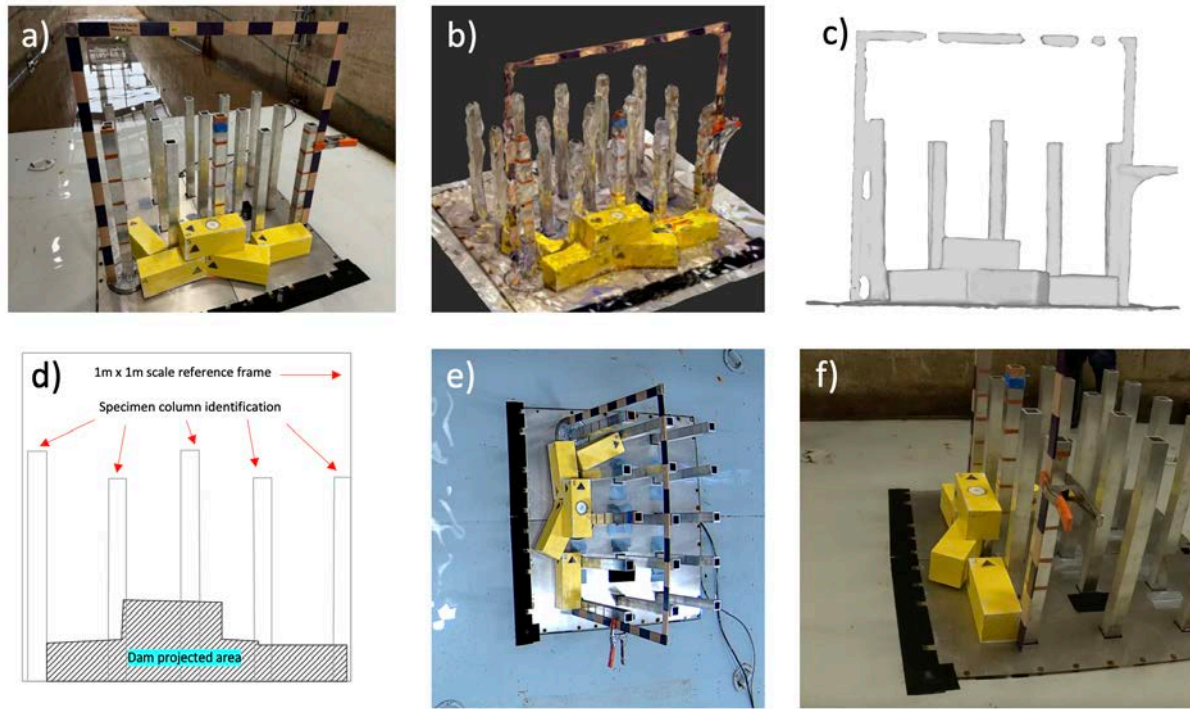 a)
b)
c)
d)
1m x 1m scale reference frame
Specimen column identification
Dam projected area
e)
f)